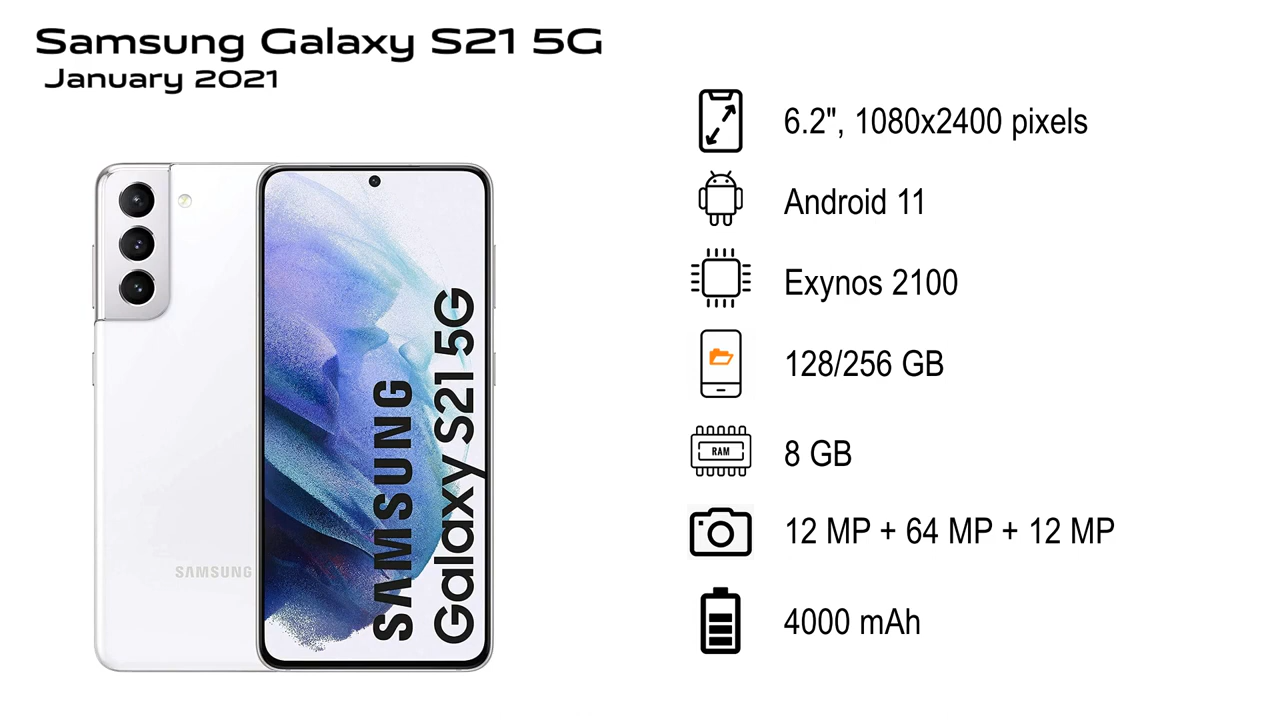 Samsung Galaxy S21 5G
January 2021
6.2", 1080x2400 pixels
Android 11
Exynos 2100
128/256 GB
RAM
8 GB
12 MP + 64 MP + 12 MP
4000 mAh
SAMSUNG
SAMSUNG
Galaxy S21 5G